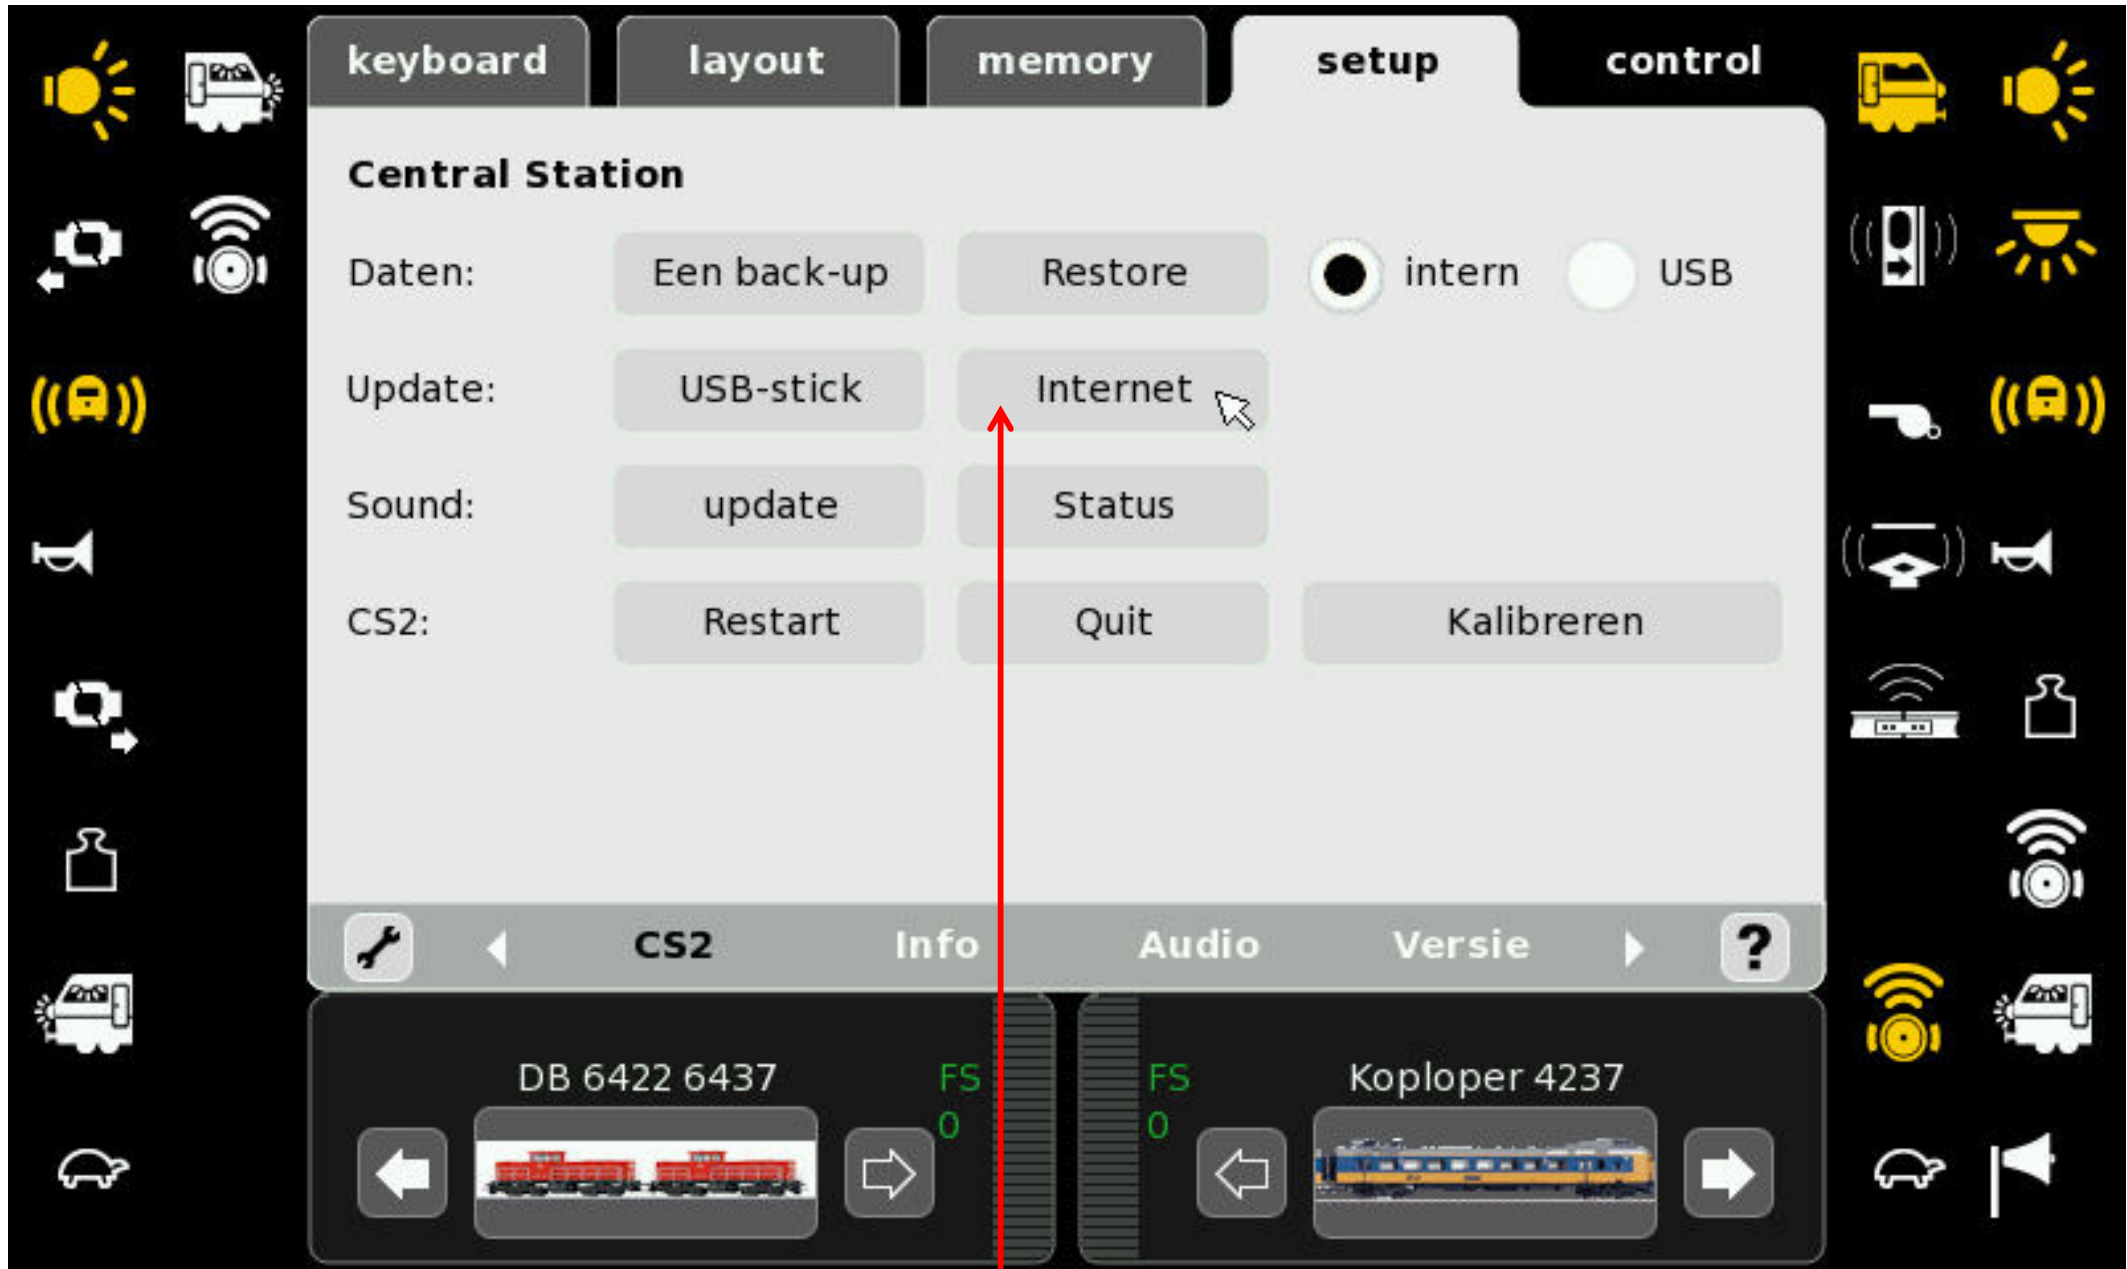 keyboard layout memory setup control
Central Station
Daten: Een back-up Restore intern USB
Update: USB-stick Internet
Sound: update Status
CS2: Restart Quit Kalibreren
CS2 Info Audio Versie ?
DB 6422 6437 FS FS Koploper 4237
0 0